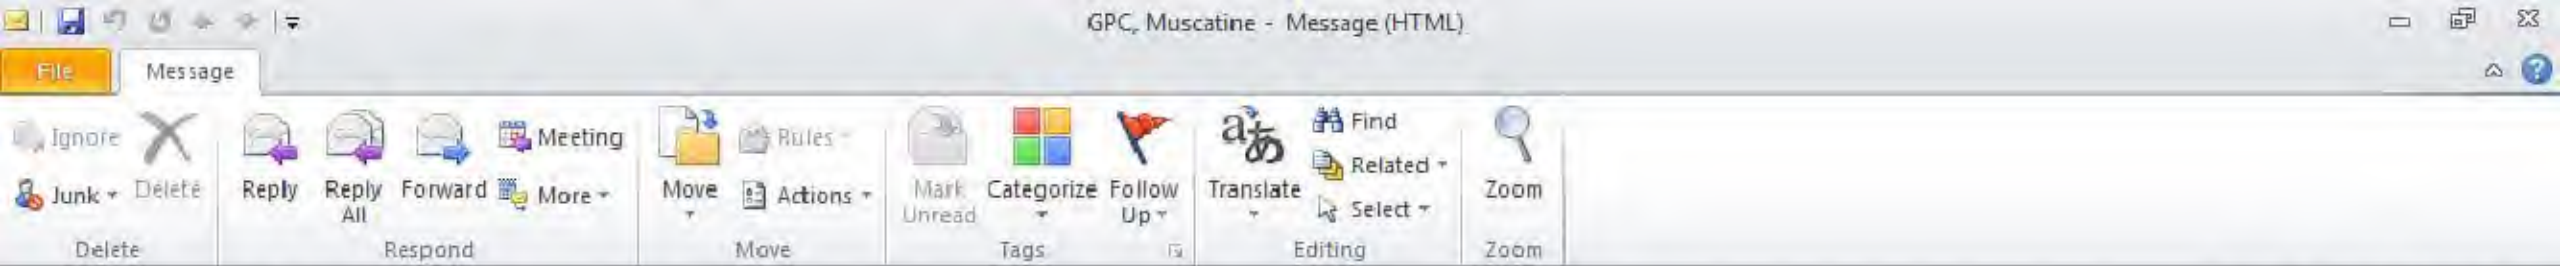 GPC, Muscatine - Message (HTML)
File Message
Ignore Delete Junk
Delete
Reply Reply All Forward Meeting More
Respond
Move Rules Actions
Move
Mark Unread Categorize Follow Up
Tags
Translate Find Related Select
Editing
Zoom
Zoom